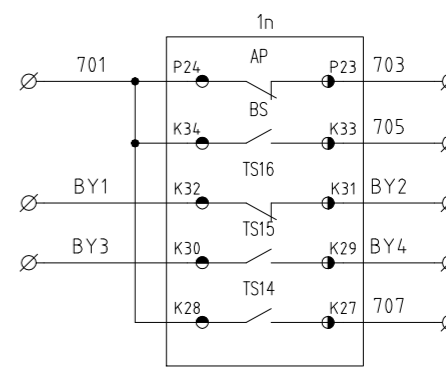 1n
701 P24 AP P23 703
K34 BS K33 705
BY1 K32 TS16 K31 BY2
BY3 K30 TS15 K29 BY4
K28 TS14 K27 707